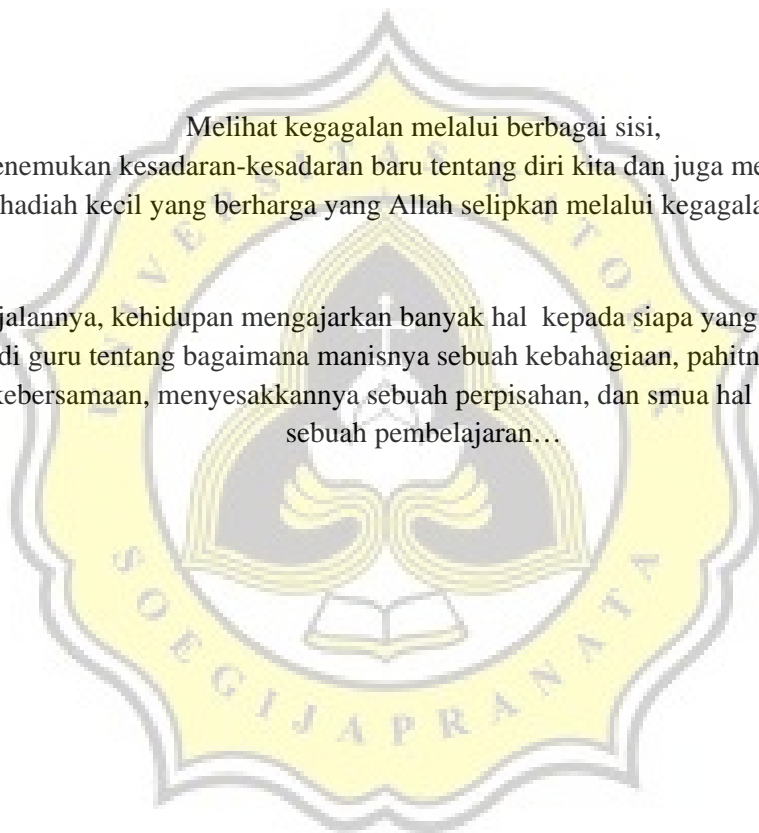 Melihat kegagalan melalui berbagai sisi,
enemukan kesadaran-kesadaran baru tentang diri kita dan juga me
hadiah kecil yang berharga yang Allah selipkan melalui kegagala
jalannya, kehidupan mengajarkan banyak hal kepada siapa yang
di guru tentang bagaimana manisnya sebuah kebahagiaan, pahitn
kebersamaan, menyesakkannya sebuah perpisahan, dan smua hal
sebuah pembelajaran…
UNIVERSITAS KATOLIK
SOEGIJAPRANATA